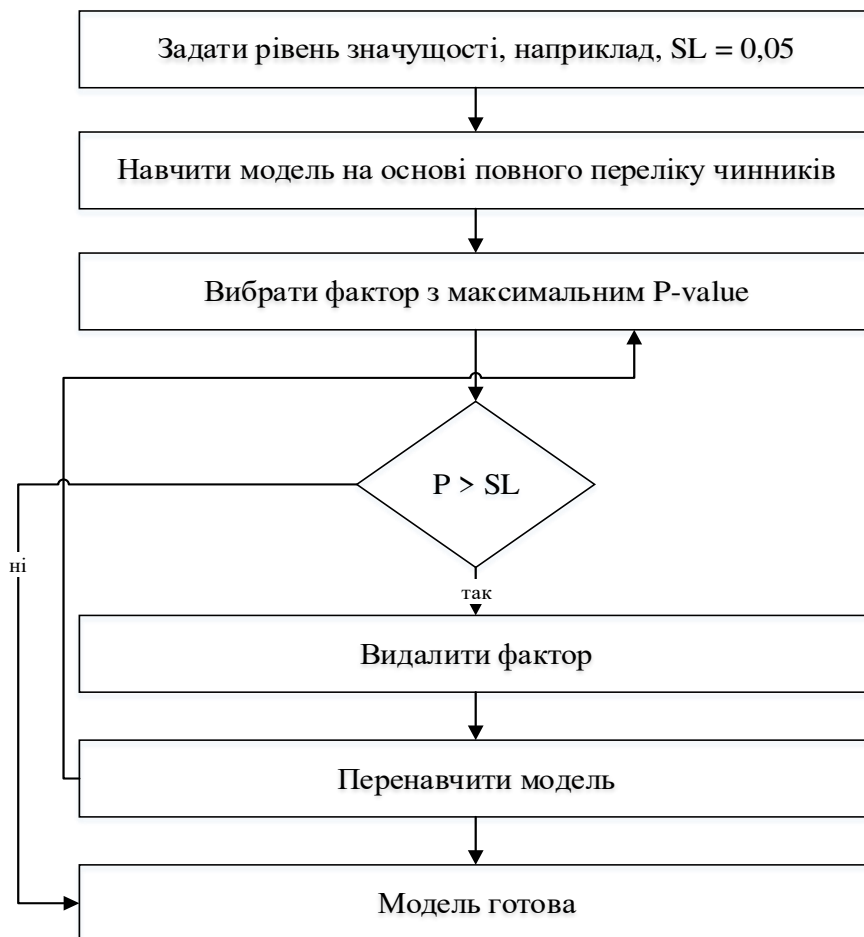 Задати рівень значущості, наприклад, SL = 0,05
Навчити модель на основі повного переліку чинників
Вибрати фактор з максимальним P-value
P > SL
ні
так
Видалити фактор
Перенавчити модель
Модель готова